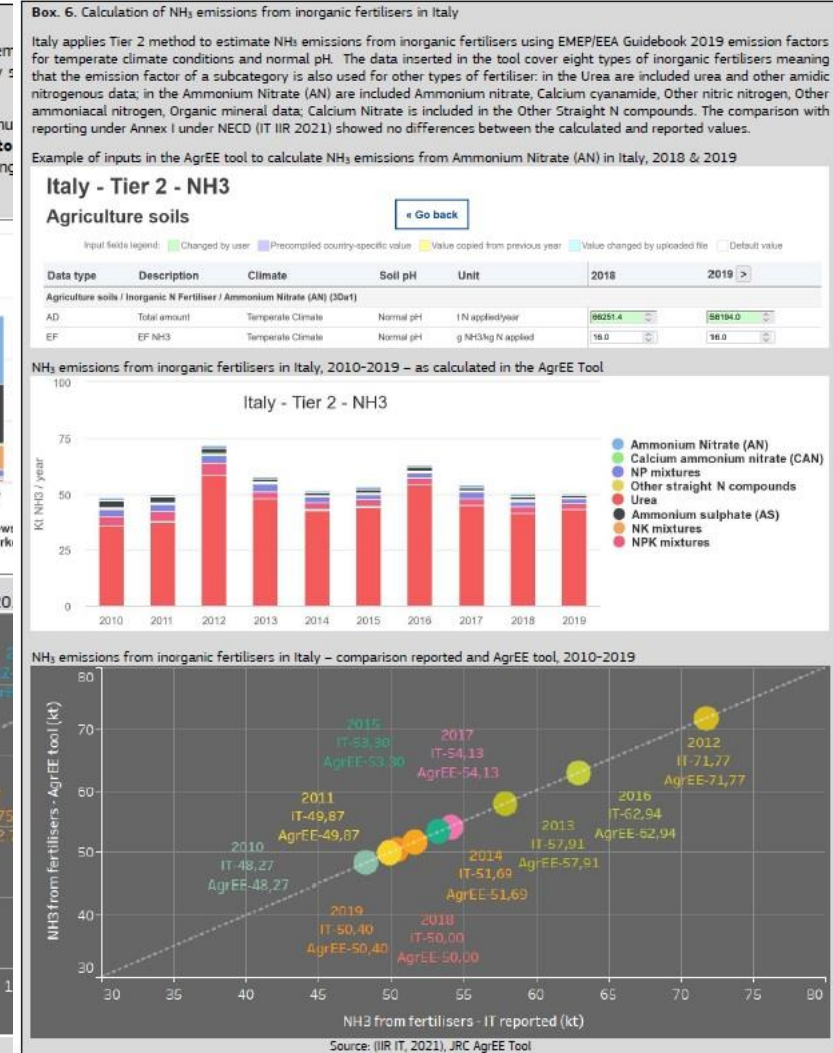 Box. 6. Calculation of NH₃ emissions from inorganic fertilisers in Italy
Italy applies Tier 2 method to estimate NH₃ emissions from inorganic fertilisers using EMEP/EEA Guidebook 2019 emission factors
for temperate climate conditions and normal pH. The data inserted in the tool cover eight types of inorganic fertilisers meaning
that the emission factor of a subcategory is also used for other types of fertiliser: in the Urea are included urea and other amidic
nitrogenous data; in the Ammonium Nitrate (AN) are included Ammonium nitrate, Calcium cyanamide, Other nitric nitrogen, Other
ammoniacal nitrogen, Organic mineral data; Calcium Nitrate is included in the Other Straight N compounds. The comparison with
reporting under Annex I under NECD (IT IIR 2021) showed no differences between the calculated and reported values.
Example of inputs in the AgrEE tool to calculate NH₃ emissions from Ammonium Nitrate (AN) in Italy, 2018 & 2019
Italy - Tier 2 - NH3
Agriculture soils
« Go back
Input fields legend: Changed by user Precompiled country-specific value Value copied from previous year Value changed by uploaded file Default value
Data type Description Climate Soil pH Unit 2018 2019 >
Agriculture soils / Inorganic N Fertiliser / Ammonium Nitrate (AN) (3Da1)
AD Total amount Temperate Climate Normal pH t N applied/year 66251.4 58194.0
EF EF NH3 Temperate Climate Normal pH g NH3/kg N applied 16.0 16.0
NH₃ emissions from inorganic fertilisers in Italy, 2010-2019 – as calculated in the AgrEE Tool
Italy - Tier 2 - NH3
Kt NH3 / year
100
75
50
25
0
2010 2011 2012 2013 2014 2015 2016 2017 2018 2019
Ammonium Nitrate (AN)
Calcium ammonium nitrate (CAN)
NP mixtures
Other straight N compounds
Urea
Ammonium sulphate (AS)
NK mixtures
NPK mixtures
NH₃ emissions from inorganic fertilisers in Italy – comparison reported and AgrEE tool, 2010-2019
NH3 from fertilisers - AgrEE tool (kt)
80
70
60
50
40
30
2015
IT-53,30
AgrEE-53,30
2017
IT-54,13
AgrEE-54,13
2012
IT-71,77
AgrEE-71,77
2011
IT-49,87
AgrEE-49,87
2016
IT-62,94
AgrEE-62,94
2013
IT-57,91
AgrEE-57,91
2010
IT-48,27
AgrEE-48,27
2014
IT-51,69
AgrEE-51,69
2019
IT-50,40
AgrEE-50,40
2018
IT-50,00
AgrEE-50,00
30 35 40 45 50 55 60 65 70 75 80
NH3 from fertilisers - IT reported (kt)
Source: (IIR IT, 2021), JRC AgrEE Tool